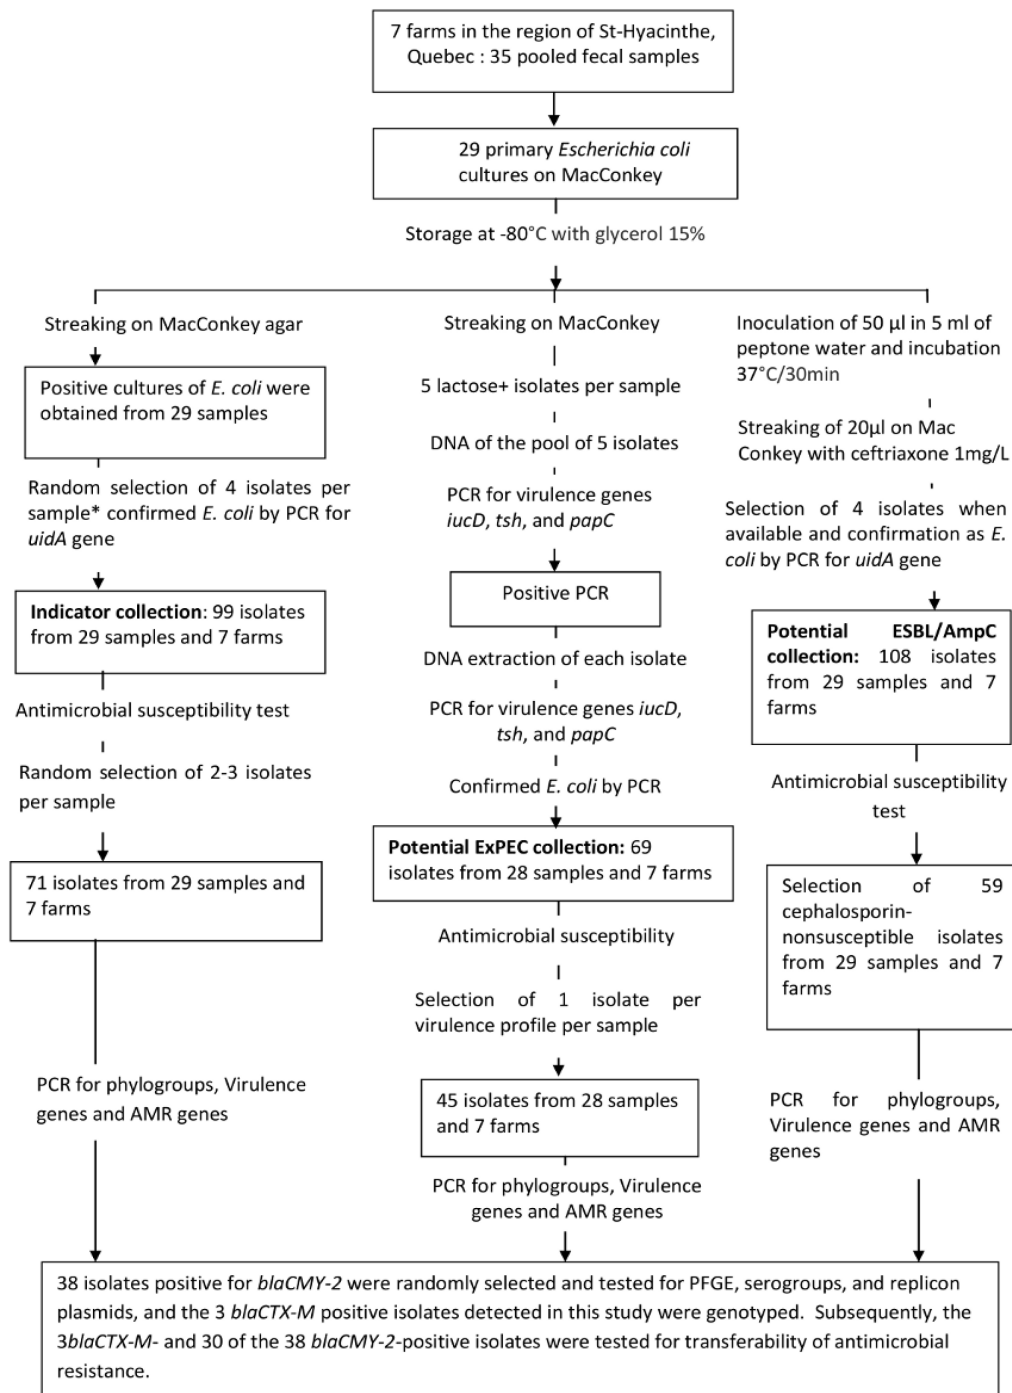 7 farms in the region of St-Hyacinthe,
Quebec : 35 pooled fecal samples
29 primary Escherichia coli
cultures on MacConkey
Storage at -80°C with glycerol 15%
Streaking on MacConkey agar
Positive cultures of E. coli were
obtained from 29 samples
Random selection of 4 isolates per
sample* confirmed E. coli by PCR for
uidA gene
Indicator collection: 99 isolates
from 29 samples and 7 farms
Antimicrobial susceptibility test
Random selection of 2-3 isolates
per sample
71 isolates from 29 samples and
7 farms
PCR for phylogroups, Virulence
genes and AMR genes
Streaking on MacConkey
5 lactose+ isolates per sample
DNA of the pool of 5 isolates
PCR for virulence genes
iucD, tsh, and papC
Positive PCR
DNA extraction of each isolate
PCR for virulence genes iucD,
tsh, and papC
Confirmed E. coli by PCR
Potential ExPEC collection: 69
isolates from 28 samples and 7 farms
Antimicrobial susceptibility
Selection of 1 isolate per
virulence profile per sample
45 isolates from 28 samples
and 7 farms
PCR for phylogroups, Virulence
genes and AMR genes
Inoculation of 50 µl in 5 ml of
peptone water and incubation
37°C/30min
Streaking of 20µl on Mac
Conkey with ceftriaxone 1mg/L
Selection of 4 isolates when
available and confirmation as E.
coli by PCR for uidA gene
Potential ESBL/AmpC
collection: 108 isolates
from 29 samples and 7
farms
Antimicrobial susceptibility
test
Selection of 59
cephalosporin-
nonsusceptible isolates
from 29 samples and 7
farms
PCR for phylogroups,
Virulence genes and AMR
genes
38 isolates positive for blaCMY-2 were randomly selected and tested for PFGE, serogroups, and replicon
plasmids, and the 3 blaCTX-M positive isolates detected in this study were genotyped. Subsequently, the
3blaCTX-M- and 30 of the 38 blaCMY-2-positive isolates were tested for transferability of antimicrobial
resistance.